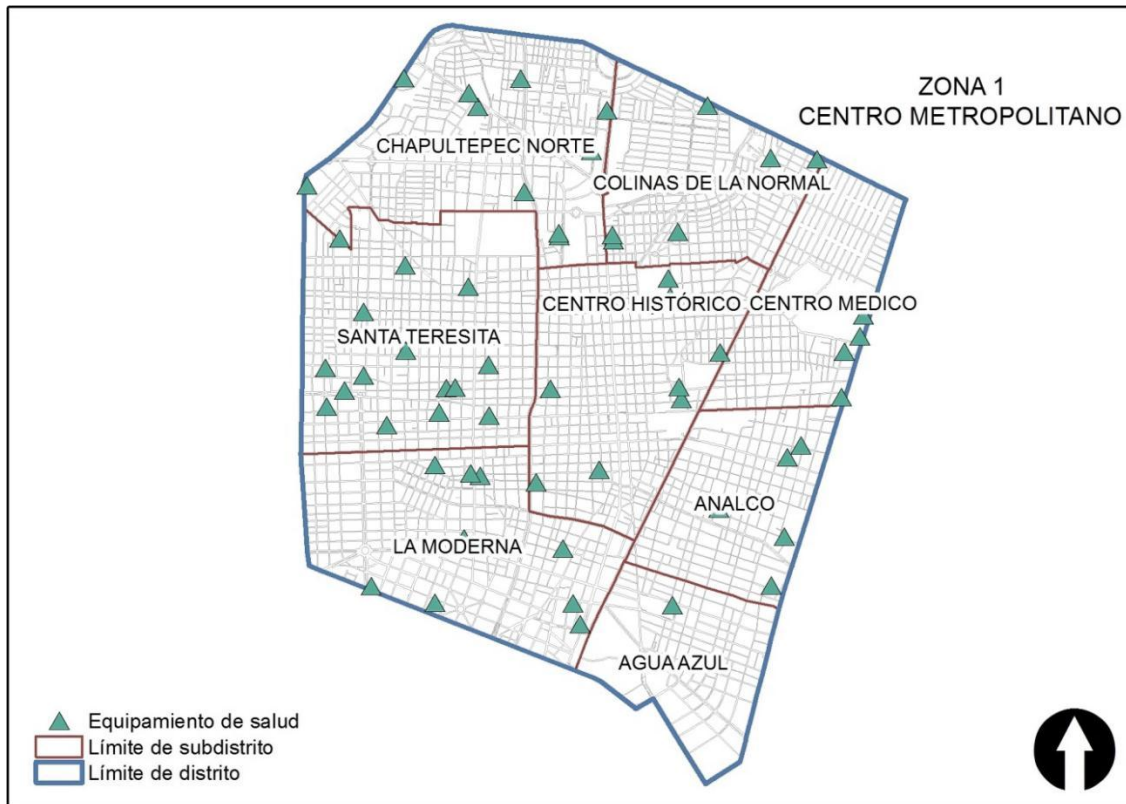 ZONA 1
CENTRO METROPOLITANO
CHAPULTEPEC NORTE
COLINAS DE LA NORMAL
CENTRO HISTÓRICO
CENTRO MEDICO
SANTA TERESITA
ANALCO
LA MODERNA
AGUA AZUL
Equipamiento de salud
Límite de subdistrito
Límite de distrito